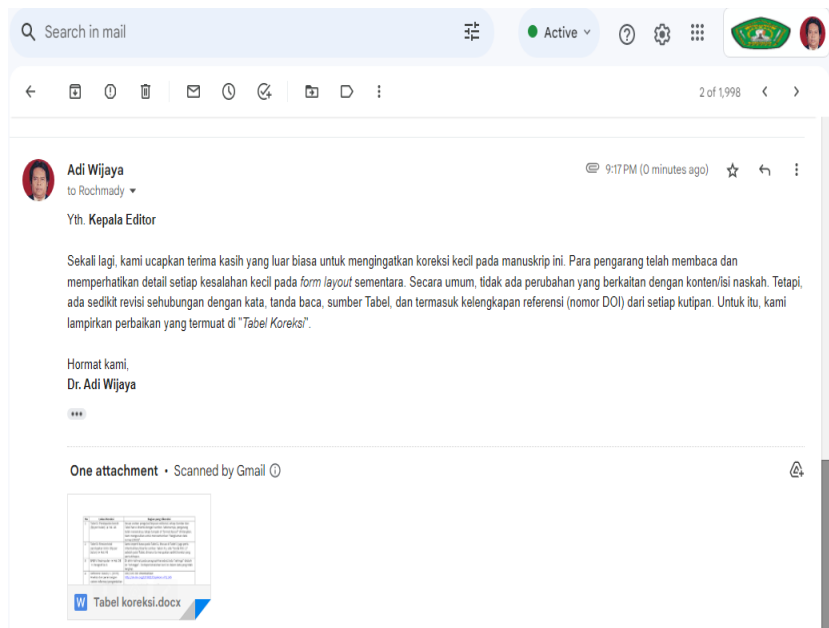 Search in mail
Active
2 of 1,998
Adi Wijaya
9:17 PM (0 minutes ago)
to Rochmady
Yth. Kepala Editor
Sekali lagi, kami ucapkan terima kasih yang luar biasa untuk mengingatkan koreksi kecil pada manuskrip ini. Para pengarang telah membaca dan
memperhatikan detail setiap kesalahan kecil pada form layout sementara. Secara umum, tidak ada perubahan yang berkaitan dengan konten/isi naskah. Tetapi,
ada sedikit revisi sehubungan dengan kata, tanda baca, sumber Tabel, dan termasuk kelengkapan referensi (nomor DOI) dari setiap kutipan. Untuk itu, kami
lampirkan perbaikan yang termuat di "Tabel Koreksi".
Hormat kami,
Dr. Adi Wijaya
One attachment • Scanned by Gmail
W Tabel koreksi.docx